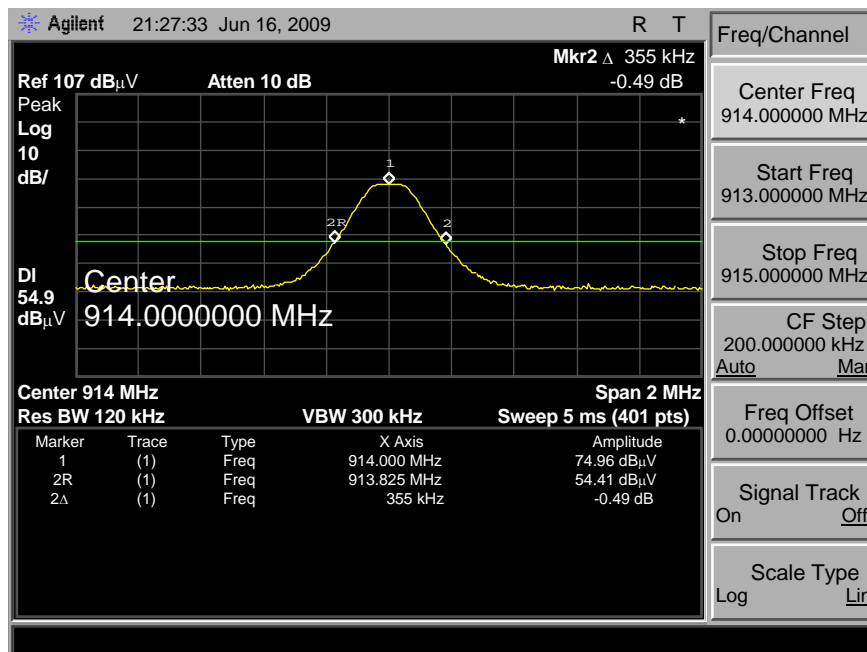 Agilent 21:27:33 Jun 16, 2009 R T
Mkr2 Δ 355 kHz
Ref 107 dBµV Atten 10 dB -0.49 dB
Peak
Log
10
dB/
*
1
2R
2
DI
54.9
dBµV
Center
914.0000000 MHz
Center 914 MHz Span 2 MHz
Res BW 120 kHz VBW 300 kHz Sweep 5 ms (401 pts)
Marker Trace Type X Axis Amplitude
1 (1) Freq 914.000 MHz 74.96 dBµV
2R (1) Freq 913.825 MHz 54.41 dBµV
2Δ (1) Freq 355 kHz -0.49 dB
Freq/Channel
Center Freq
914.000000 MHz
Start Freq
913.000000 MHz
Stop Freq
915.000000 MHz
CF Step
200.000000 kHz
Auto Man
Freq Offset
0.00000000 Hz
Signal Track
On Off
Scale Type
Log Lin